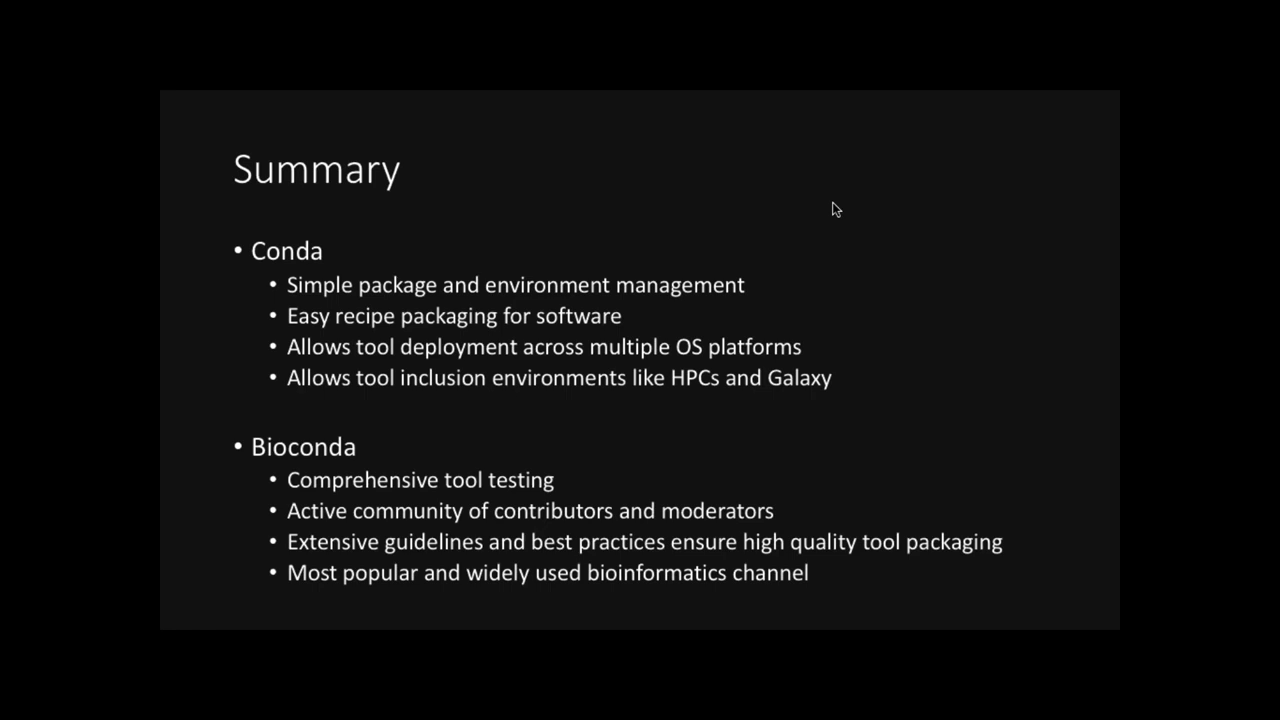 Summary
• Conda
• Simple package and environment management
• Easy recipe packaging for software
• Allows tool deployment across multiple OS platforms
• Allows tool inclusion environments like HPCs and Galaxy
• Bioconda
• Comprehensive tool testing
• Active community of contributors and moderators
• Extensive guidelines and best practices ensure high quality tool packaging
• Most popular and widely used bioinformatics channel